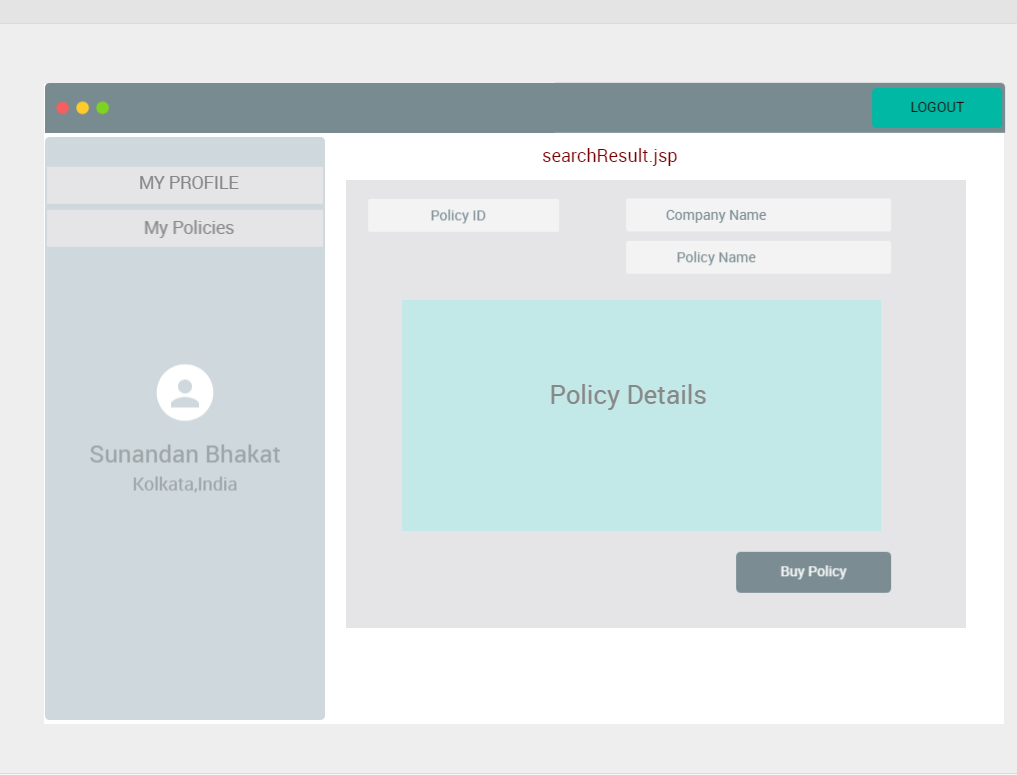 LOGOUT
searchResult.jsp
MY PROFILE
My Policies
Sunandan Bhakat
Kolkata,India
Policy ID
Company Name
Policy Name
Policy Details
Buy Policy